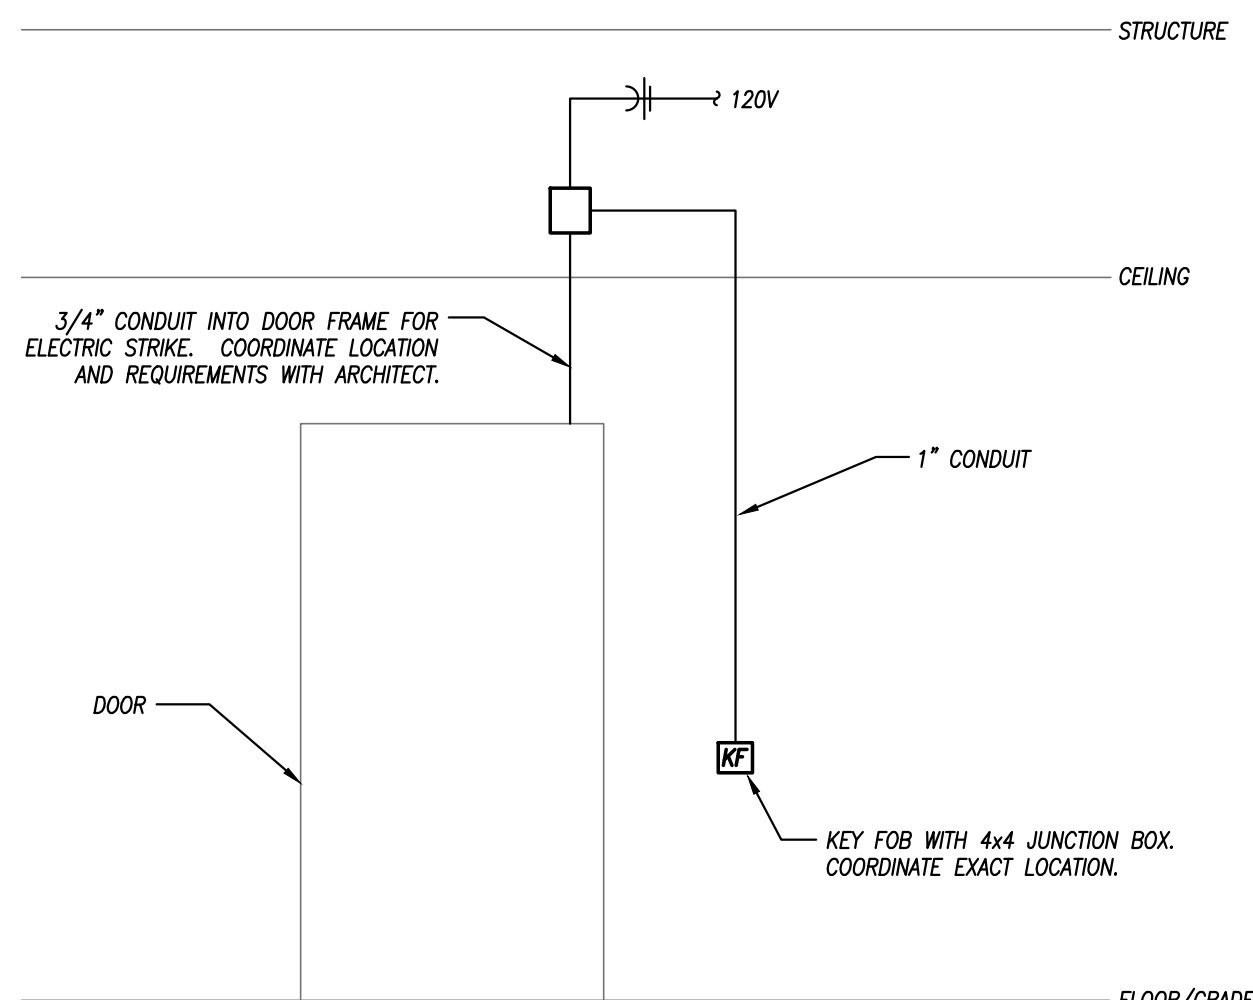 STRUCTURE
120V
CEILING
3/4" CONDUIT INTO DOOR FRAME FOR
ELECTRIC STRIKE. COORDINATE LOCATION
AND REQUIREMENTS WITH ARCHITECT.
1" CONDUIT
DOOR
KF
KEY FOB WITH 4x4 JUNCTION BOX.
COORDINATE EXACT LOCATION.
FLOOR/GRADE